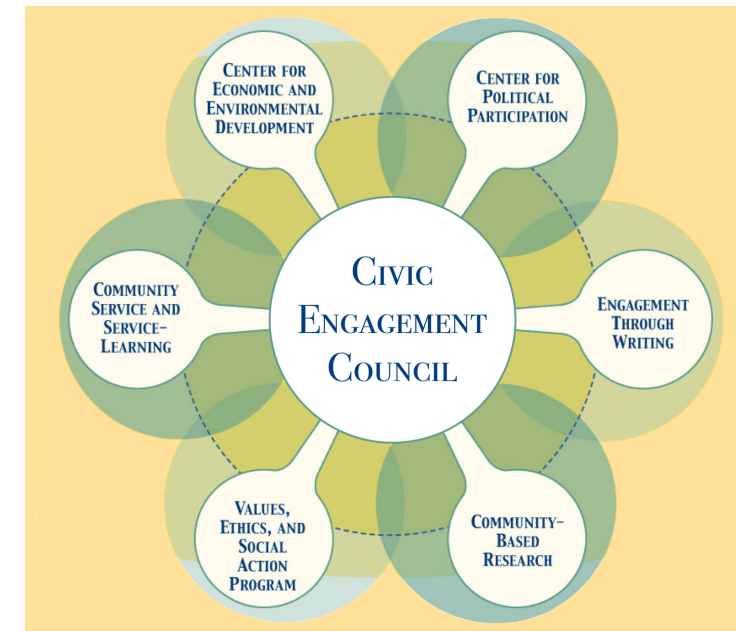 Center for
Economic and
Environmental
Development
Center for
Political
Participation
Civic
Engagement
Council
Community
Service and
Service-
Learning
Engagement
Through
Writing
Values,
Ethics, and
Social
Action
Program
Community-
Based
Research